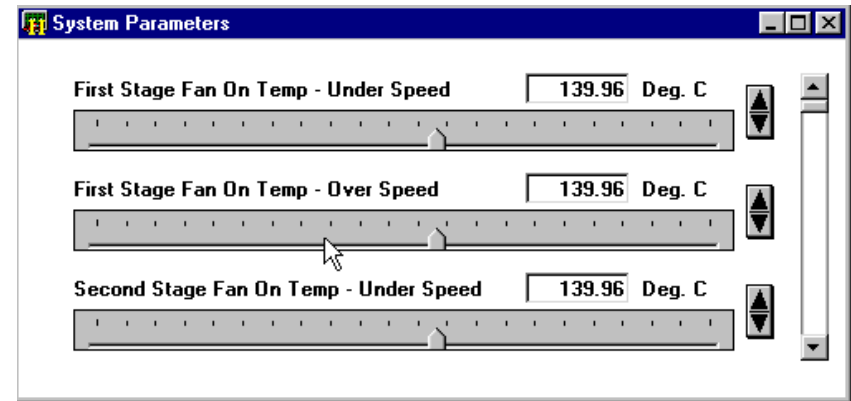 System Parameters
First Stage Fan On Temp - Under Speed 139.96 Deg. C
First Stage Fan On Temp - Over Speed 139.96 Deg. C
Second Stage Fan On Temp - Under Speed 139.96 Deg. C